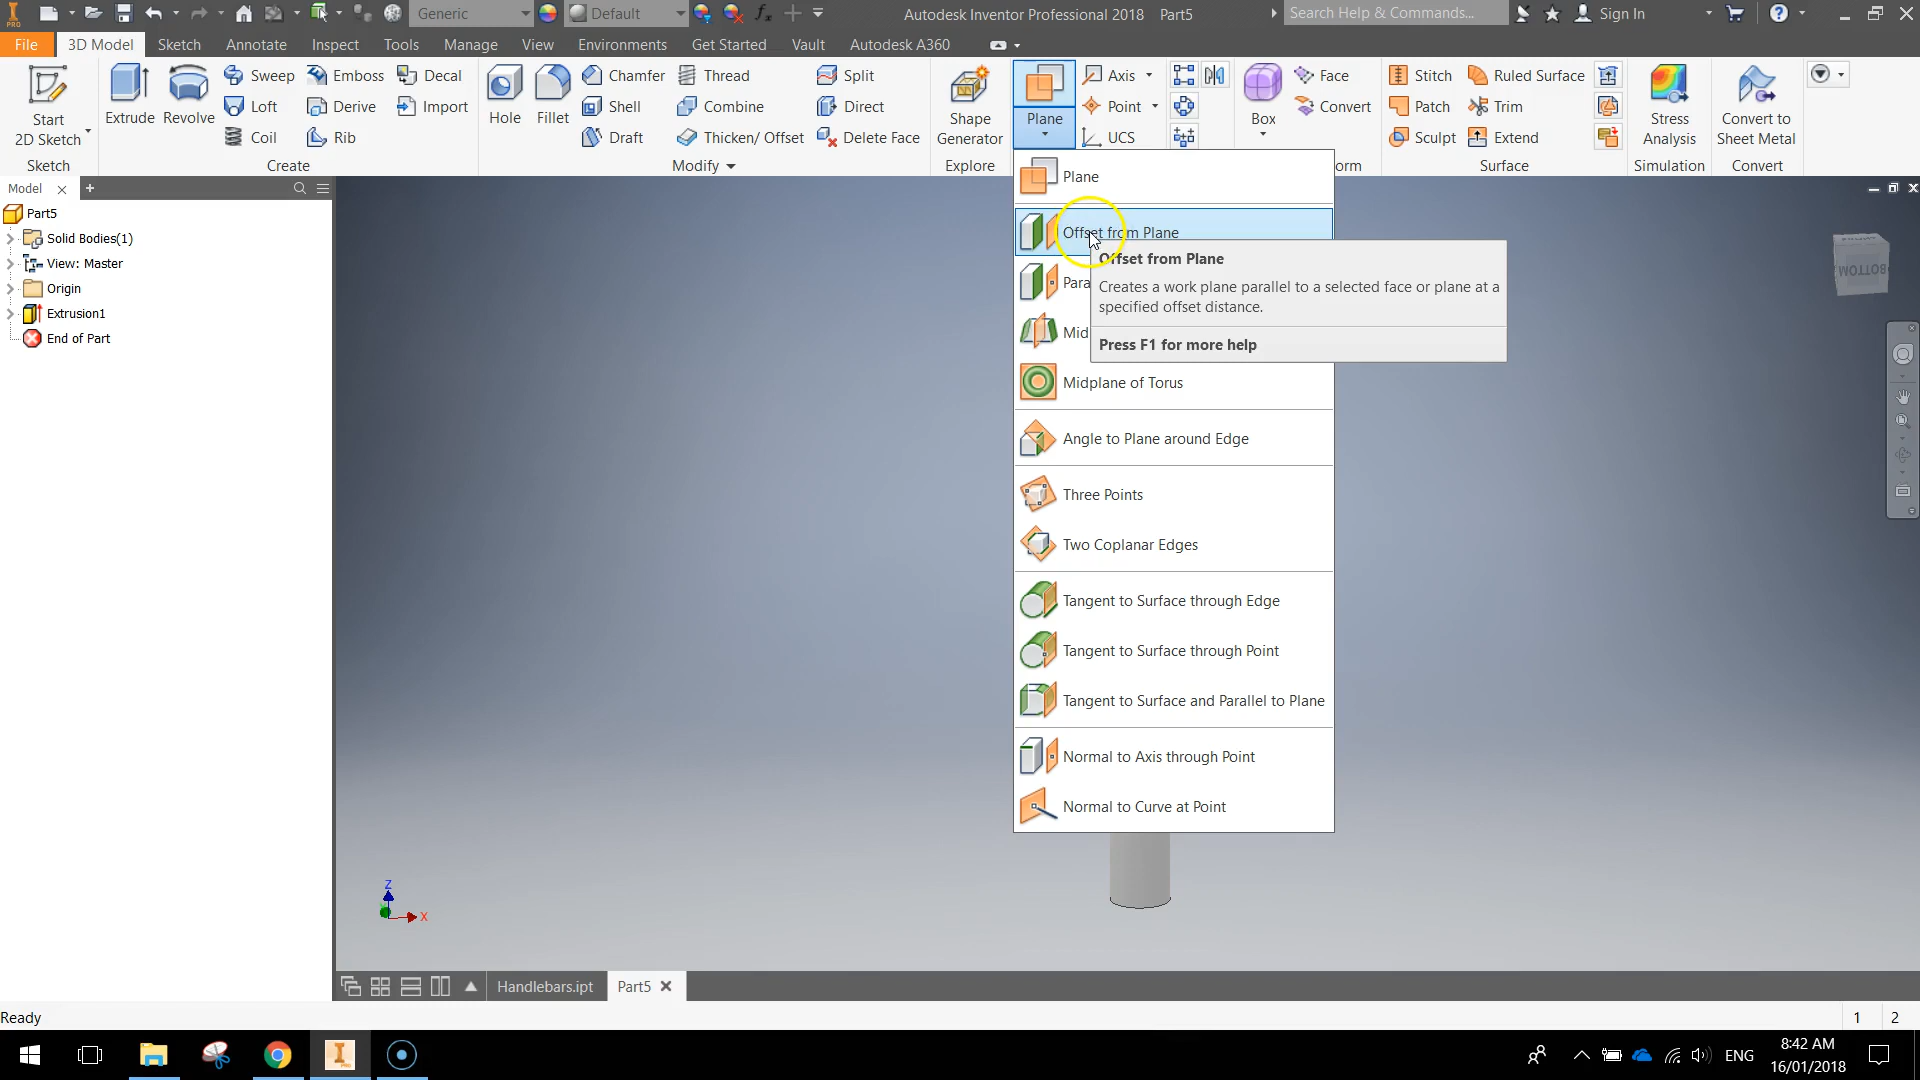 PRO
Generic
Default
Autodesk Inventor Professional 2018 Part5
Search Help & Commands...
Sign In
File 3D Model Sketch Annotate Inspect Tools Manage View Environments Get Started Vault Autodesk A360
Start
2D Sketch
Sketch
Extrude
Revolve
Sweep
Loft
Coil
Emboss
Derive
Rib
Decal
Import
Create
Hole
Fillet
Chamfer
Shell
Draft
Thread
Combine
Thicken/ Offset
Split
Direct
Delete Face
Modify
Shape
Generator
Explore
Plane
Axis
Point
UCS
Box
Face
Convert
orm
Stitch
Patch
Sculpt
Ruled Surface
Trim
Extend
Surface
Stress
Analysis
Simulation
Convert to
Sheet Metal
Convert
Model
Part5
Solid Bodies(1)
View: Master
Origin
Extrusion1
End of Part
Plane
Offset from Plane
Para
Mid
Midplane of Torus
Angle to Plane around Edge
Three Points
Two Coplanar Edges
Tangent to Surface through Edge
Tangent to Surface through Point
Tangent to Surface and Parallel to Plane
Normal to Axis through Point
Normal to Curve at Point
Offset from Plane
Creates a work plane parallel to a selected face or plane at a
specified offset distance.
Press F1 for more help
BOTTOM
Z
X
Handlebars.ipt
Part5
Ready
1 2
PRO
ENG
8:42 AM
16/01/2018